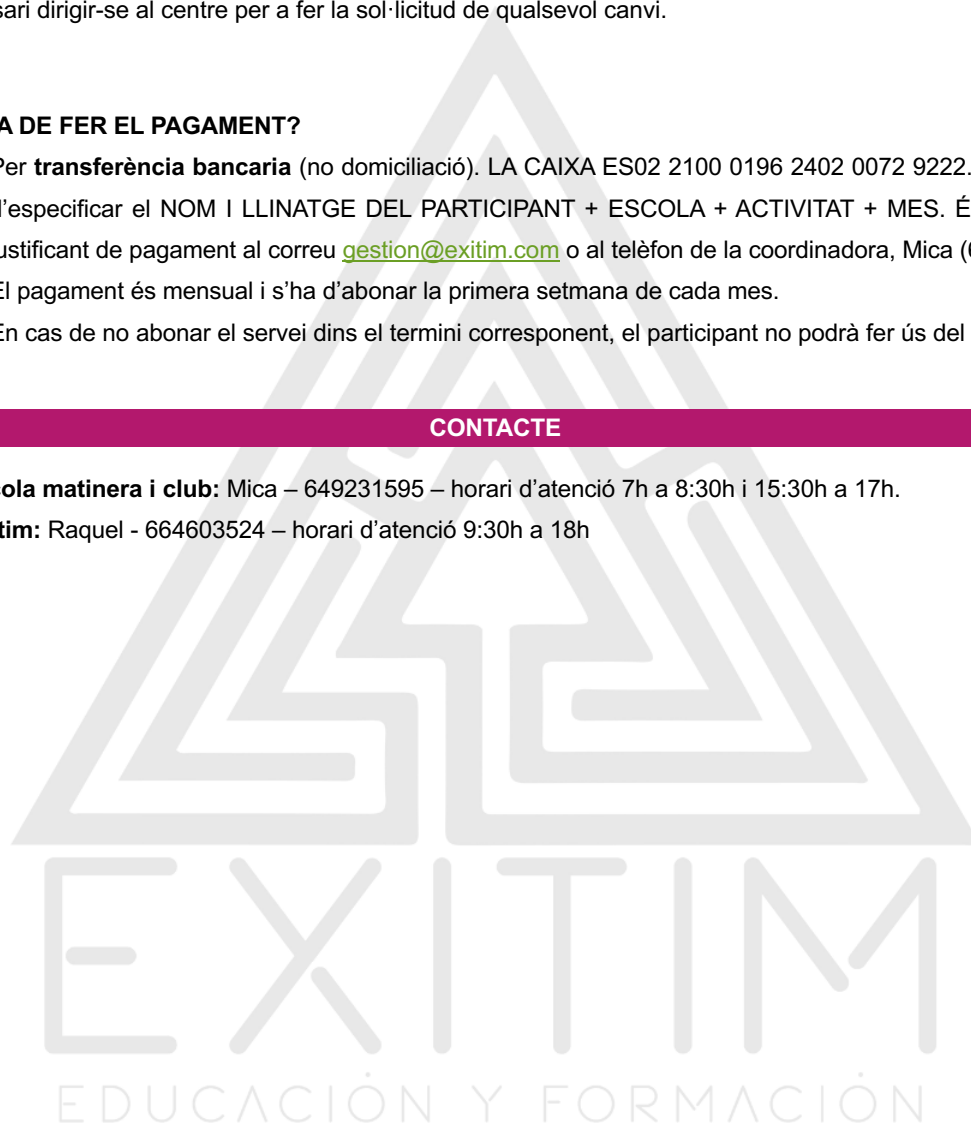 sari dirigir-se al centre per a fer la sol·licitud de qualsevol canvi.
A DE FER EL PAGAMENT?
Per transferència bancaria (no domiciliació). LA CAIXA ES02 2100 0196 2402 0072 9222.
d’especificar el NOM I LLINATGE DEL PARTICIPANT + ESCOLA + ACTIVITAT + MES. É
ustificant de pagament al correu gestion@exitim.com o al telèfon de la coordinadora, Mica (6
El pagament és mensual i s’ha d’abonar la primera setmana de cada mes.
En cas de no abonar el servei dins el termini corresponent, el participant no podrà fer ús del
CONTACTE
cola matinera i club: Mica – 649231595 – horari d’atenció 7h a 8:30h i 15:30h a 17h.
tim: Raquel - 664603524 – horari d’atenció 9:30h a 18h
EXITIM
EDUCACIÓN Y FORMACIÓN